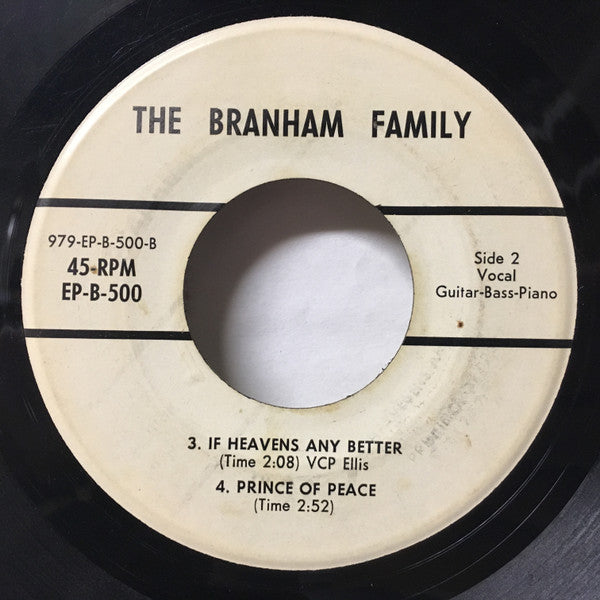 THE BRANHAM FAMILY
979-EP-B-500-B
45-RPM
EP-B-500
Side 2
Vocal
Guitar-Bass-Piano
3. IF HEAVENS ANY BETTER
(Time 2:08) VCP Ellis
4. PRINCE OF PEACE
(Time 2:52)